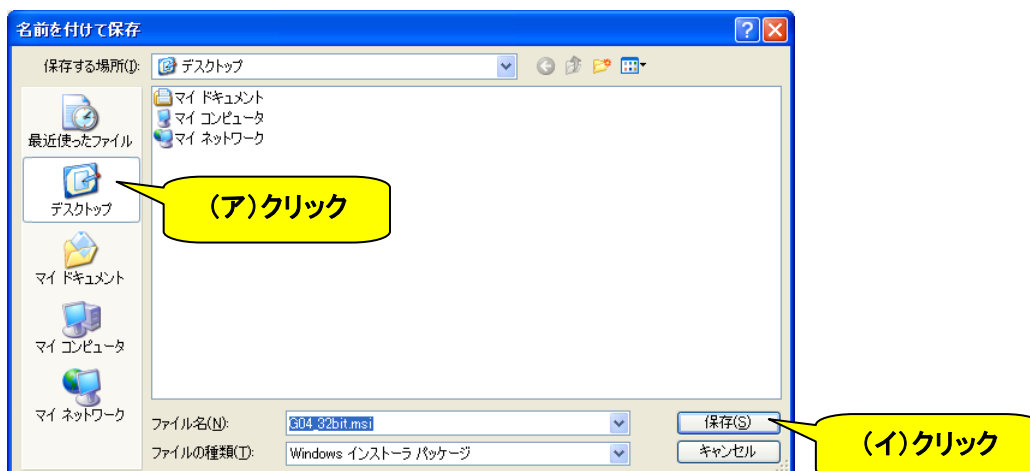 名前を付けて保存
保存する場所(I):
デスクトップ
最近使ったファイル
デスクトップ
マイ ドキュメント
マイ コンピュータ
マイ ネットワーク
マイ ドキュメント
マイ コンピュータ
マイ ネットワーク
(ア)クリック
ファイル名(N):
G04_32bit.msi
保存(S)
ファイルの種類(T):
Windows インストーラ パッケージ
キャンセル
(イ)クリック